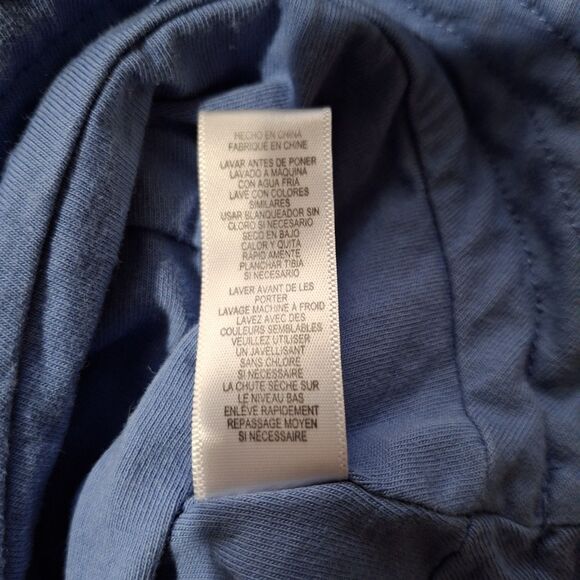 HECHO EN CHINA
FABRIQUÉ EN CHINE
LAVAR ANTES DE PONER
LAVADO A MÁQUINA
CON AGUA FRIA
LAVE CON COLORES
SIMILARES
USAR BLANQUEADOR SIN
CLORO SI NECESARIO
SECO EN BAJO
CALOR Y QUITA
RAPID AMENTE
PLANCHAR TIBIA
SI NECESARIO
LAVER AVANT DE LES
PORTER
LAVAGE MACHINE À FROID
LAVEZ AVEC DES
COULEURS SEMBLABLES
VEUILLEZ UTILISER
UN JAVELLISANT
SANS CHLORE
SI NÉCESSAIRE
LA CHUTE SÈCHE SUR
LE NIVEAU BAS
ENLÈVE RAPIDEMENT
REPASSAGE MOYEN
SI NÉCESSAIRE